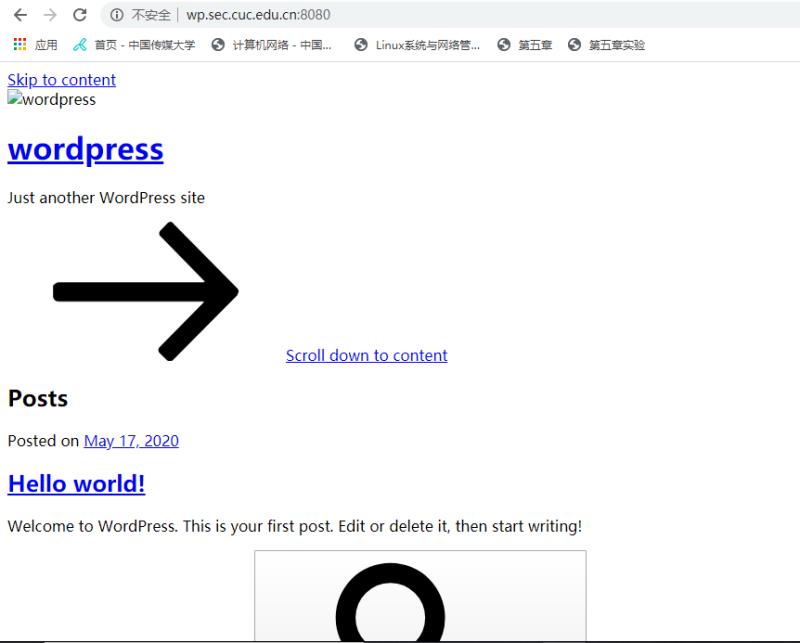 不安全 | wp.sec.cuc.edu.cn:8080
应用 首页 - 中国传媒大学 计算机网络 - 中国... Linux系统与网络管... 第五章 第五章实验
Skip to content
wordpress
wordpress
Just another WordPress site
Scroll down to content
Posts
Posted on May 17, 2020
Hello world!
Welcome to WordPress. This is your first post. Edit or delete it, then start writing!